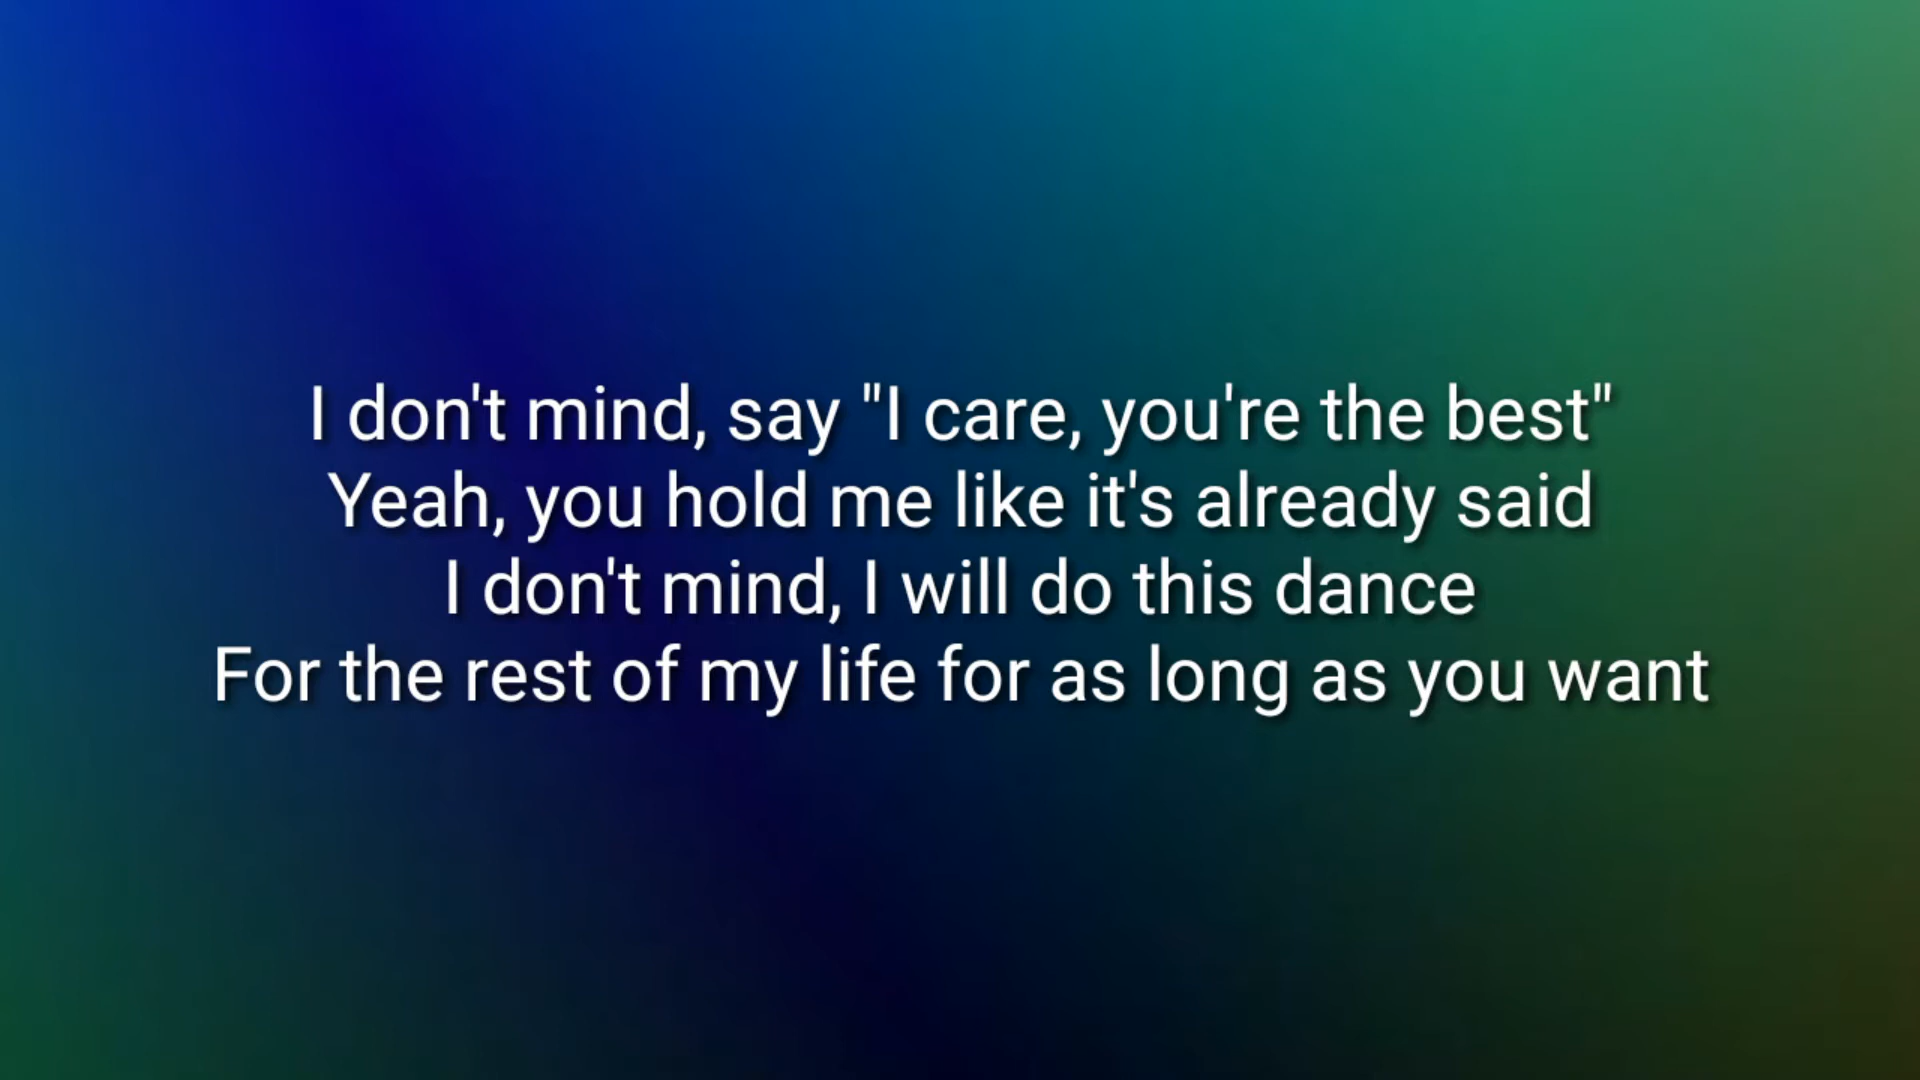 I don't mind, say "I care, you're the best"
Yeah, you hold me like it's already said
I don't mind, I will do this dance
For the rest of my life for as long as you want